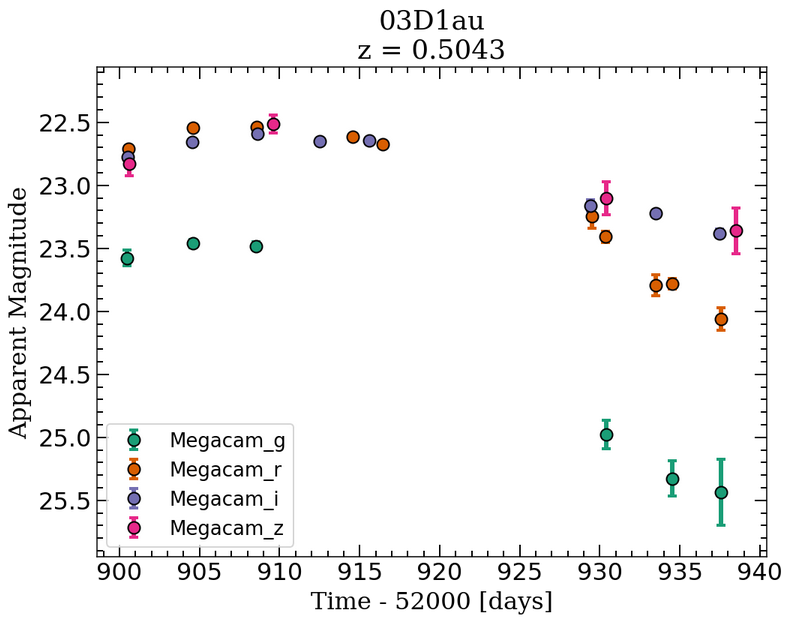 03D1au
z = 0.5043
Apparent Magnitude
22.5
23.0
23.5
24.0
24.5
25.0
25.5
Megacam_g
Megacam_r
Megacam_i
Megacam_z
900 905 910 915 920 925 930 935 940
Time - 52000 [days]